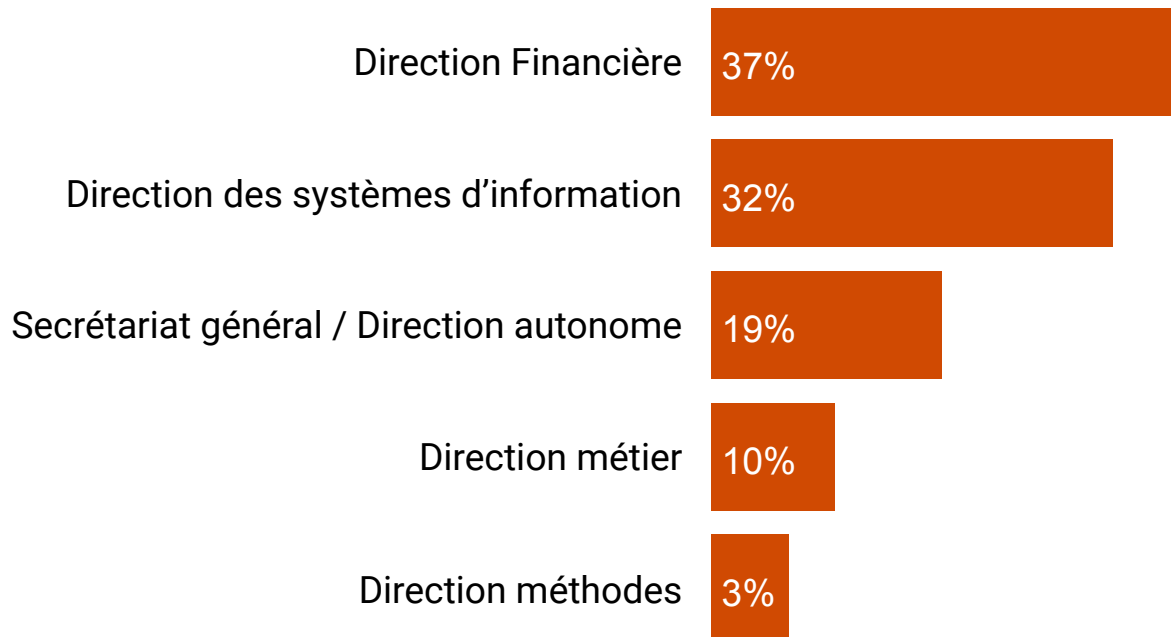 Direction Financière 37%
Direction des systèmes d’information 32%
Secrétariat général / Direction autonome 19%
Direction métier 10%
Direction méthodes 3%